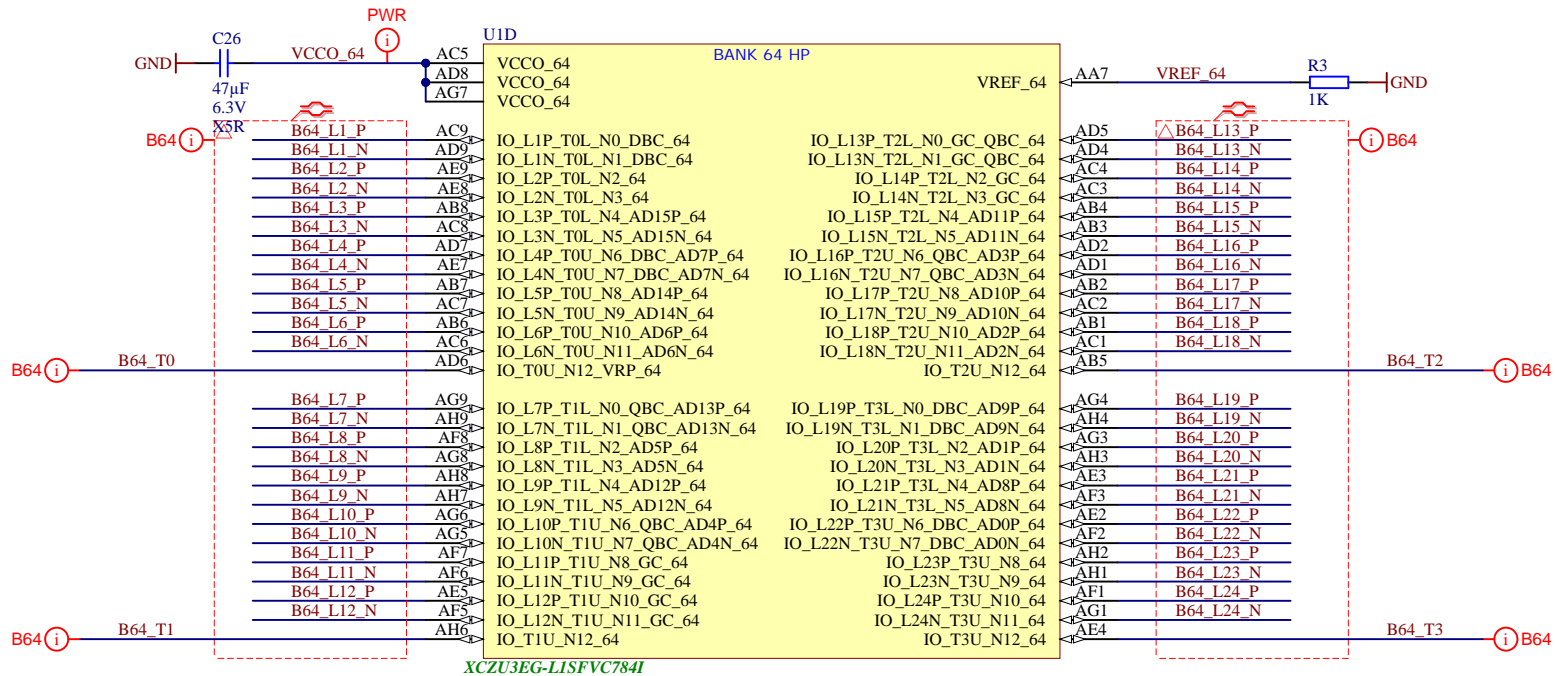 PWR
U1D
C26
VCCO_64
AC5
VCCO_64
BANK 64 HP
GND
AD8
VCCO_64
VREF_64
AA7
VREF_64
R3
GND
AG7
VCCO_64
1K
47µF
6.3V
X5R
B64 i
B64_L1_P AC9 IO_L1P_T0L_N0_DBC_64 IO_L13P_T2L_N0_GC_QBC_64 AD5 B64_L13_P
i B64
B64_L1_N AD9 IO_L1N_T0L_N1_DBC_64 IO_L13N_T2L_N1_GC_QBC_64 AD4 B64_L13_N
B64_L2_P AE9 IO_L2P_T0L_N2_64 IO_L14P_T2L_N2_GC_64 AC4 B64_L14_P
B64_L2_N AE8 IO_L2N_T0L_N3_64 IO_L14N_T2L_N3_GC_64 AC3 B64_L14_N
B64_L3_P AB8 IO_L3P_T0L_N4_AD15P_64 IO_L15P_T2L_N4_AD11P_64 AB4 B64_L15_P
B64_L3_N AC8 IO_L3N_T0L_N5_AD15N_64 IO_L15N_T2L_N5_AD11N_64 AB3 B64_L15_N
B64_L4_P AD7 IO_L4P_T0U_N6_DBC_AD7P_64 IO_L16P_T2U_N6_QBC_AD3P_64 AD2 B64_L16_P
B64_L4_N AE7 IO_L4N_T0U_N7_DBC_AD7N_64 IO_L16N_T2U_N7_QBC_AD3N_64 AD1 B64_L16_N
B64_L5_P AB7 IO_L5P_T0U_N8_AD14P_64 IO_L17P_T2U_N8_AD10P_64 AB2 B64_L17_P
B64_L5_N AC7 IO_L5N_T0U_N9_AD14N_64 IO_L17N_T2U_N9_AD10N_64 AC2 B64_L17_N
B64_L6_P AB6 IO_L6P_T0U_N10_AD6P_64 IO_L18P_T2U_N10_AD2P_64 AB1 B64_L18_P
B64_L6_N AC6 IO_L6N_T0U_N11_AD6N_64 IO_L18N_T2U_N11_AD2N_64 AC1 B64_L18_N
B64 i B64_T0 AD6 IO_T0U_N12_VRP_64 IO_T2U_N12_64 AB5 B64_T2 i B64
B64_L7_P AG9 IO_L7P_T1L_N0_QBC_AD13P_64 IO_L19P_T3L_N0_DBC_AD9P_64 AG4 B64_L19_P
B64_L7_N AH9 IO_L7N_T1L_N1_QBC_AD13N_64 IO_L19N_T3L_N1_DBC_AD9N_64 AH4 B64_L19_N
B64_L8_P AF8 IO_L8P_T1L_N2_AD5P_64 IO_L20P_T3L_N2_AD1P_64 AG3 B64_L20_P
B64_L8_N AG8 IO_L8N_T1L_N3_AD5N_64 IO_L20N_T3L_N3_AD1N_64 AH3 B64_L20_N
B64_L9_P AH8 IO_L9P_T1L_N4_AD12P_64 IO_L21P_T3L_N4_AD8P_64 AE3 B64_L21_P
B64_L9_N AH7 IO_L9N_T1L_N5_AD12N_64 IO_L21N_T3L_N5_AD8N_64 AF3 B64_L21_N
B64_L10_P AG6 IO_L10P_T1U_N6_QBC_AD4P_64 IO_L22P_T3U_N6_DBC_AD0P_64 AE2 B64_L22_P
B64_L10_N AG5 IO_L10N_T1U_N7_QBC_AD4N_64 IO_L22N_T3U_N7_DBC_AD0N_64 AF2 B64_L22_N
B64_L11_P AF7 IO_L11P_T1U_N8_GC_64 IO_L23P_T3U_N8_64 AH2 B64_L23_P
B64_L11_N AF6 IO_L11N_T1U_N9_GC_64 IO_L23N_T3U_N9_64 AH1 B64_L23_N
B64_L12_P AE5 IO_L12P_T1U_N10_GC_64 IO_L24P_T3U_N10_64 AF1 B64_L24_P
B64_L12_N AF5 IO_L12N_T1U_N11_GC_64 IO_L24N_T3U_N11_64 AG1 B64_L24_N
B64 i B64_T1 AH6 IO_T1U_N12_64 IO_T3U_N12_64 AE4 B64_T3 i B64
XCZU3EG-L1SFVC784I